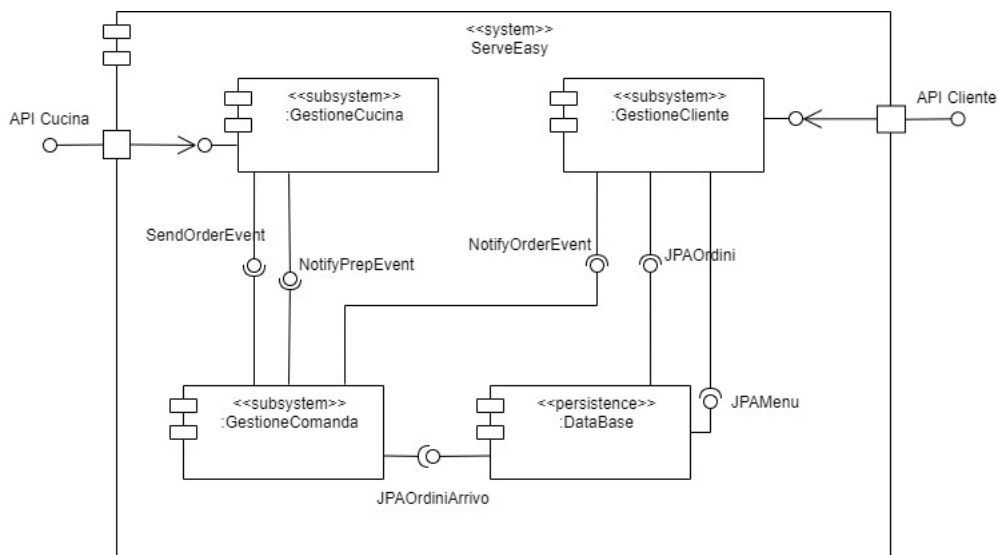 <<system>>
ServeEasy
API Cucina
<<subsystem>>
:GestioneCucina
<<subsystem>>
:GestioneCliente
API Cliente
SendOrderEvent
NotifyPrepEvent
NotifyOrderEvent
JPAOrdini
<<subsystem>>
:GestioneComanda
<<persistence>>
:DataBase
JPAMenu
JPAOrdiniArrivo